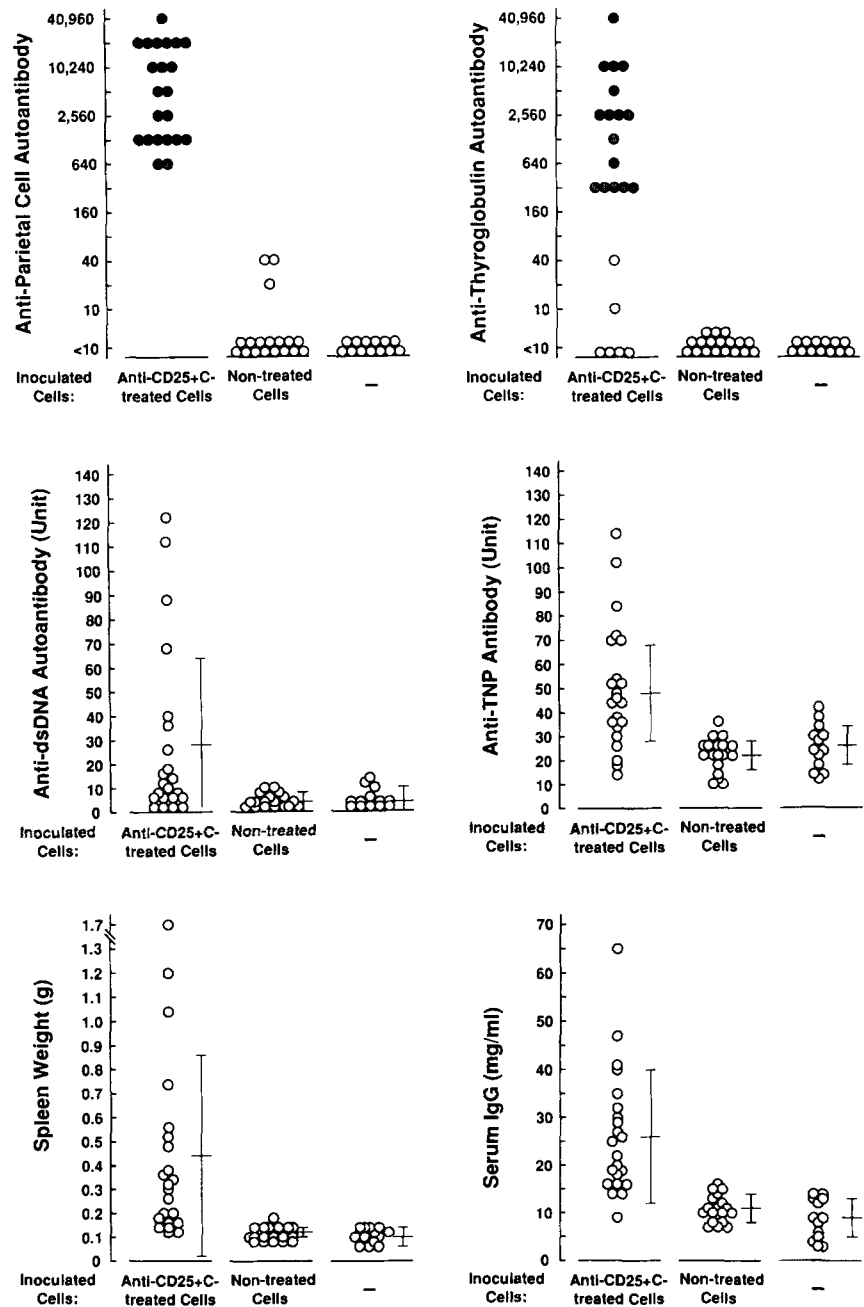 Anti-Parietal Cell Autoantibody
40,960
10,240
2,560
640
160
40
10
<10
Inoculated
Cells:
Anti-CD25+C-
treated Cells
Non-treated
Cells
–
Anti-Thyroglobulin Autoantibody
40,960
10,240
2,560
640
160
40
10
<10
Inoculated
Cells:
Anti-CD25+C-
treated Cells
Non-treated
Cells
–
Anti-dsDNA Autoantibody (Unit)
140
130
120
110
100
90
80
70
60
50
40
30
20
10
0
Inoculated
Cells:
Anti-CD25+C-
treated Cells
Non-treated
Cells
–
Anti-TNP Antibody (Unit)
140
130
120
110
100
90
80
70
60
50
40
30
20
10
0
Inoculated
Cells:
Anti-CD25+C-
treated Cells
Non-treated
Cells
–
Spleen Weight (g)
1.7
1.3
1.2
1.0
0.9
0.8
0.7
0.6
0.5
0.4
0.3
0.2
0.1
0
Inoculated
Cells:
Anti-CD25+C-
treated Cells
Non-treated
Cells
–
Serum IgG (mg/ml)
70
60
50
40
30
20
10
0
Inoculated
Cells:
Anti-CD25+C-
treated Cells
Non-treated
Cells
–